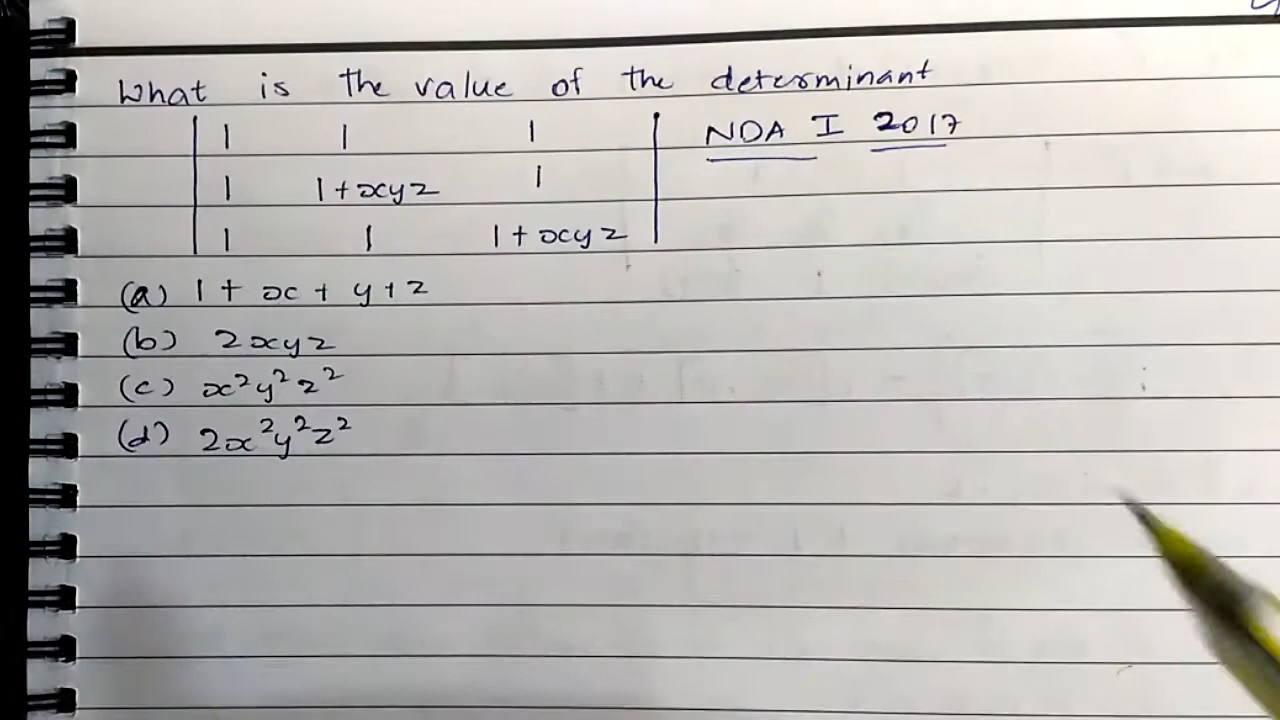 What is the value of the determinant
| 1 1 1 | NDA I 2017
| 1 1+xyz 1 |
| 1 1 1+xyz |
(a) 1+x+y+z
(b) 2xyz
(c) x²y²z²
(d) 2x²y²z²